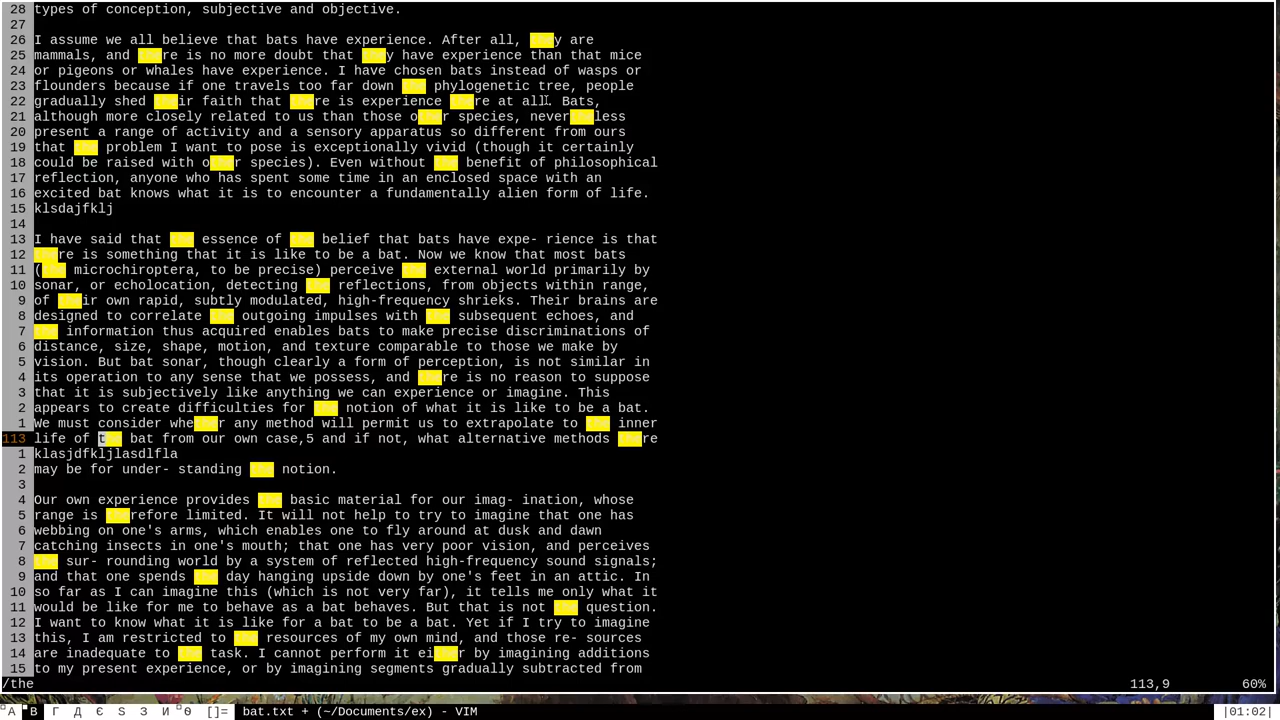 28 types of conception, subjective and objective.
27
26 I assume we all believe that bats have experience. After all, they are
25 mammals, and there is no more doubt that they have experience than that mice
24 or pigeons or whales have experience. I have chosen bats instead of wasps or
23 flounders because if one travels too far down the phylogenetic tree, people
22 gradually shed their faith that there is experience there at all. Bats,
21 although more closely related to us than those other species, nevertheless
20 present a range of activity and a sensory apparatus so different from ours
19 that the problem I want to pose is exceptionally vivid (though it certainly
18 could be raised with other species). Even without the benefit of philosophical
17 reflection, anyone who has spent some time in an enclosed space with an
16 excited bat knows what it is to encounter a fundamentally alien form of life.
15 klsdajfklj
14
13 I have said that the essence of the belief that bats have expe- rience is that
12 there is something that it is like to be a bat. Now we know that most bats
11 (the microchiroptera, to be precise) perceive the external world primarily by
10 sonar, or echolocation, detecting the reflections, from objects within range,
9 of their own rapid, subtly modulated, high-frequency shrieks. Their brains are
8 designed to correlate the outgoing impulses with the subsequent echoes, and
7 the information thus acquired enables bats to make precise discriminations of
6 distance, size, shape, motion, and texture comparable to those we make by
5 vision. But bat sonar, though clearly a form of perception, is not similar in
4 its operation to any sense that we possess, and there is no reason to suppose
3 that it is subjectively like anything we can experience or imagine. This
2 appears to create difficulties for the notion of what it is like to be a bat.
1 We must consider whether any method will permit us to extrapolate to the inner
113 life of the bat from our own case,5 and if not, what alternative methods there
1 klasjdfkljlasdlfla
2 may be for under- standing the notion.
3
4 Our own experience provides the basic material for our imag- ination, whose
5 range is therefore limited. It will not help to try to imagine that one has
6 webbing on one's arms, which enables one to fly around at dusk and dawn
7 catching insects in one's mouth; that one has very poor vision, and perceives
8 the sur- rounding world by a system of reflected high-frequency sound signals;
9 and that one spends the day hanging upside down by one's feet in an attic. In
10 so far as I can imagine this (which is not very far), it tells me only what it
11 would be like for me to behave as a bat behaves. But that is not the question.
12 I want to know what it is like for a bat to be a bat. Yet if I try to imagine
13 this, I am restricted to the resources of my own mind, and those re- sources
14 are inadequate to the task. I cannot perform it either by imagining additions
15 to my present experience, or by imagining segments gradually subtracted from
/the 113,9 60%
А В Г Д Є Ѕ З И Ѳ []= bat.txt + (~/Documents/ex) - VIM |01:02|